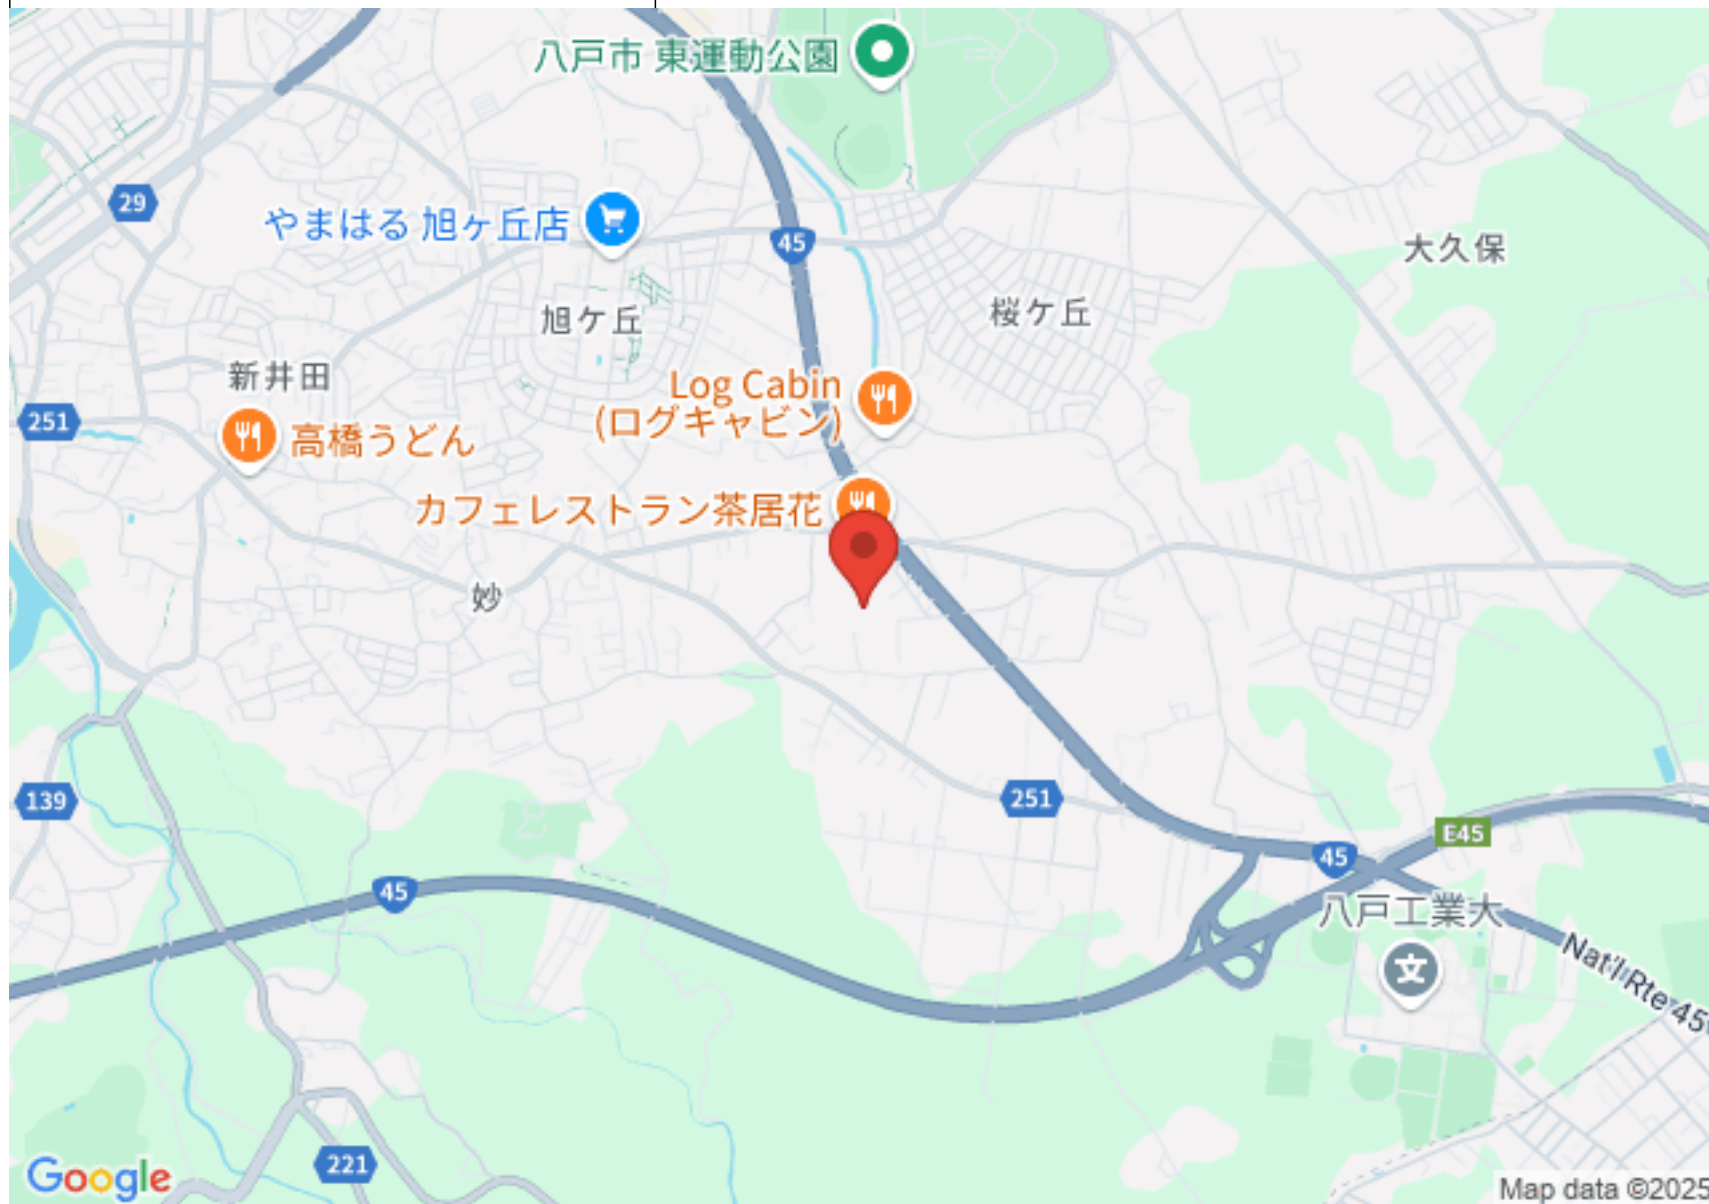 八戸市 東運動公園
29
やまはる 旭ヶ丘店
45
大久保
桜ケ丘
旭ケ丘
新井田
Log Cabin
(ログキャビン)
251
高橋うどん
カフェレストラン茶居花
妙
139
251
E45
45
45
八戸工業大
文
Nat'l Rte 45
221
Google
Map data ©2025